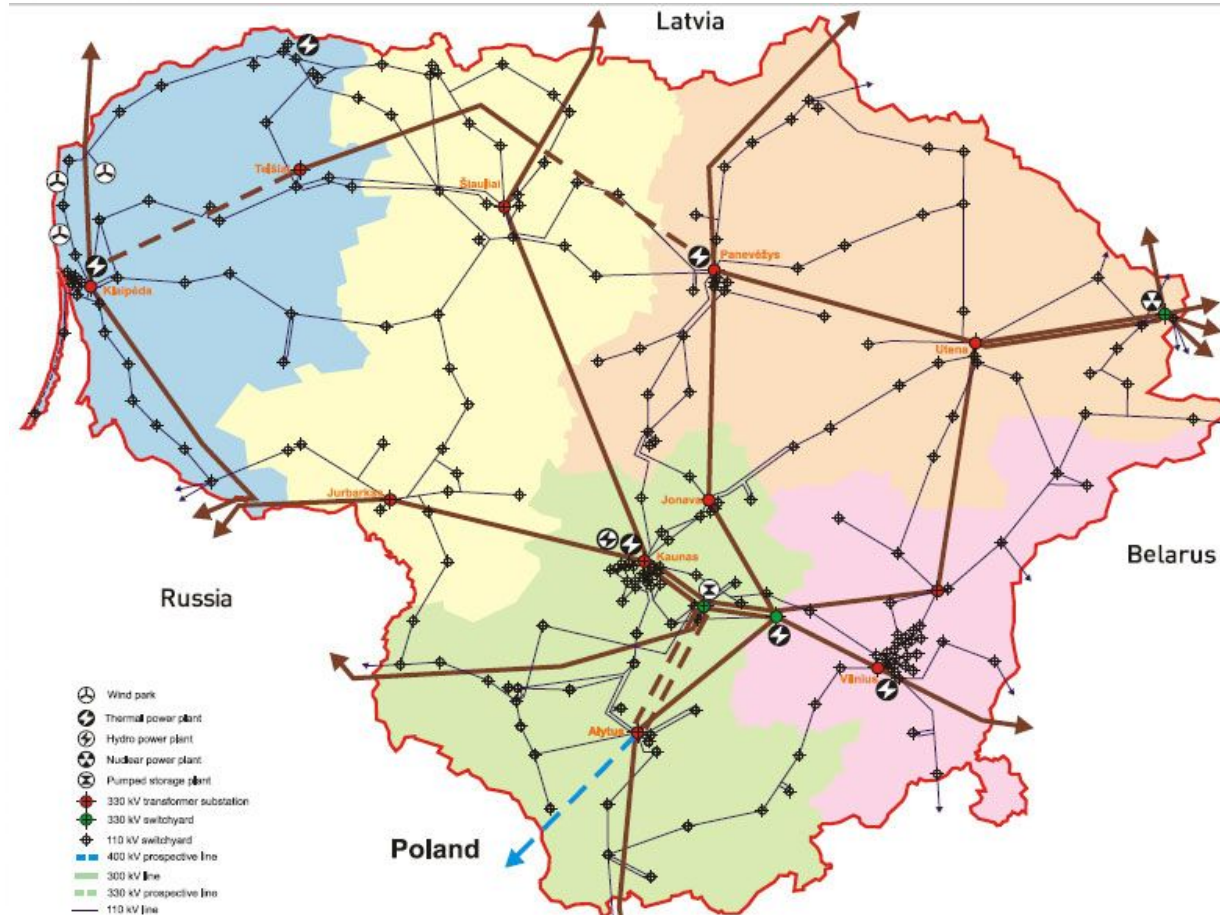 Latvia
Telšiai
Šiauliai
Panevėžys
Klaipėda
Utena
Jurbarkas
Jonava
Kaunas
Belarus
Russia
Vilnius
Alytus
Poland
Wind park
Thermal power plant
Hydro power plant
Nudlear power plant
Pumped storage plant
330 kV transformer substation
330 kV switchyard
110 kV switchyard
400 kV prospective line
300 kV line
330 kV prospective line
110 kV line